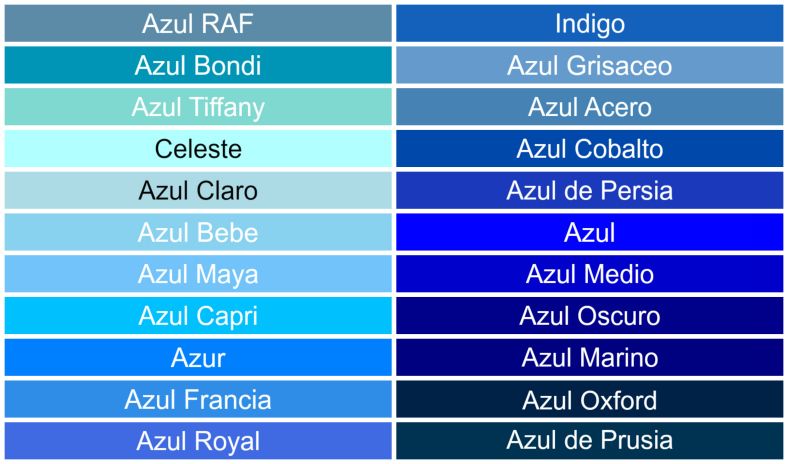 Azul RAF
Azul Bondi
Azul Tiffany
Celeste
Azul Claro
Azul Bebe
Azul Maya
Azul Capri
Azur
Azul Francia
Azul Royal
Indigo
Azul Grisaceo
Azul Acero
Azul Cobalto
Azul de Persia
Azul
Azul Medio
Azul Oscuro
Azul Marino
Azul Oxford
Azul de Prusia